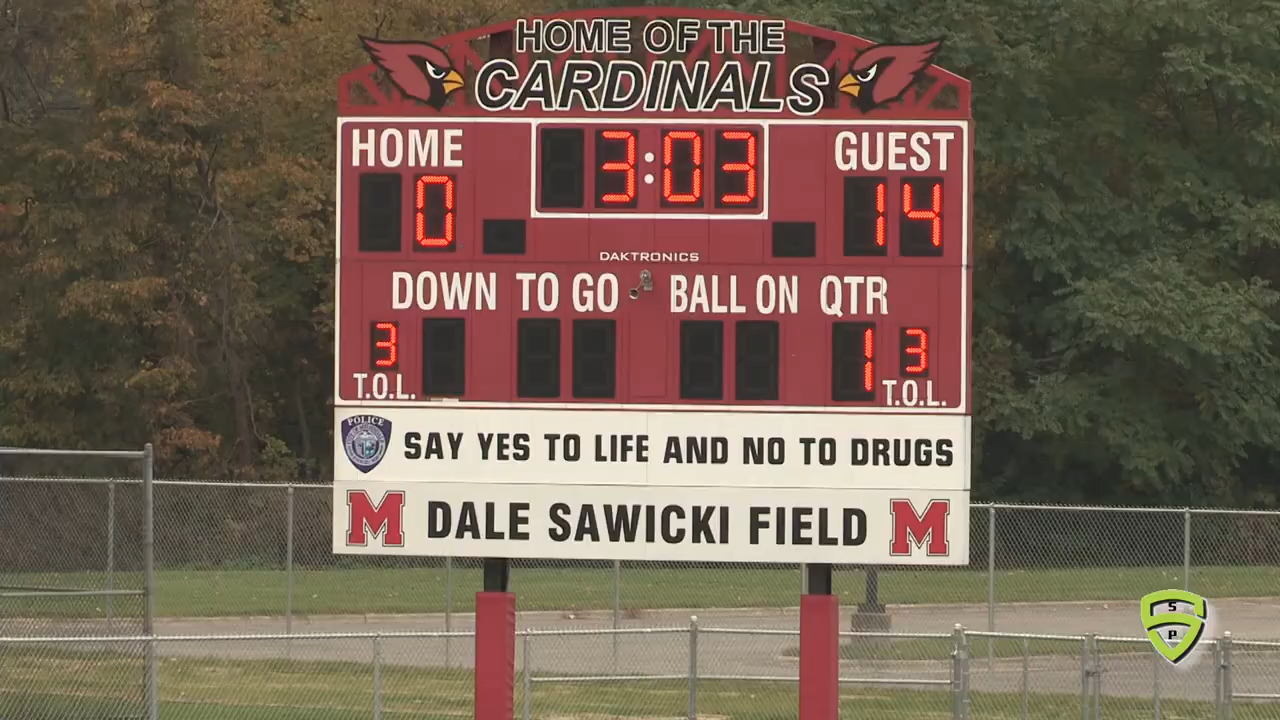 HOME OF THE
CARDINALS
HOME 3:03 GUEST
0 14
DAKTRONICS
DOWN TO GO BALL ON QTR
3 1 3
T.O.L. T.O.L.
POLICE
SAY YES TO LIFE AND NO TO DRUGS
M DALE SAWICKI FIELD M
S
P